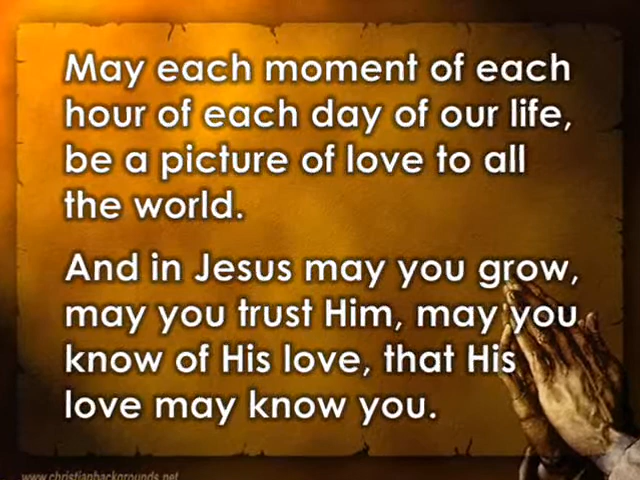 May each moment of each
hour of each day of our life,
be a picture of love to all
the world.
And in Jesus may you grow,
may you trust Him, may you
know of His love, that His
love may know you.
www.christianbackgrounds.net